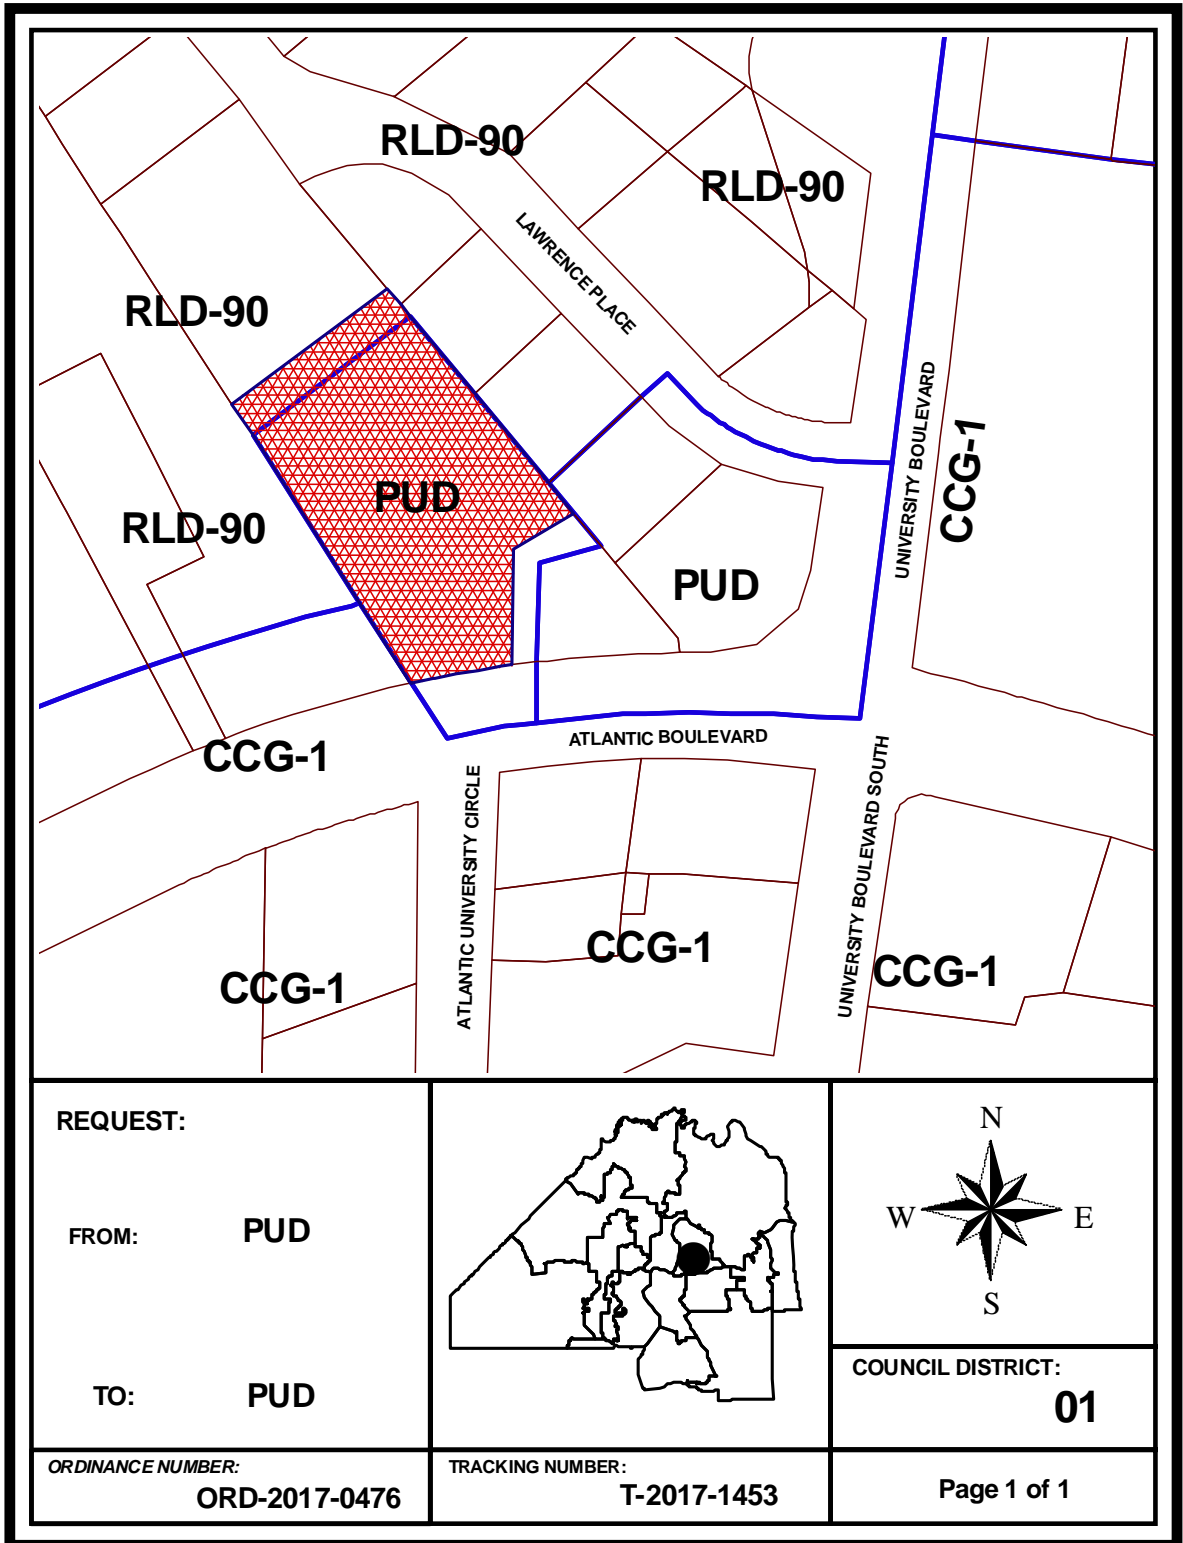 RLD-90
RLD-90
LAWRENCE PLACE
RLD-90
UNIVERSITY BOULEVARD
CCG-1
PUD
RLD-90
PUD
ATLANTIC BOULEVARD
CCG-1
ATLANTIC UNIVERSITY CIRCLE
UNIVERSITY BOULEVARD SOUTH
CCG-1
CCG-1
CCG-1
REQUEST:
FROM: PUD
TO: PUD
N
W E
S
COUNCIL DISTRICT:
01
ORDINANCE NUMBER:
ORD-2017-0476
TRACKING NUMBER:
T-2017-1453
Page 1 of 1